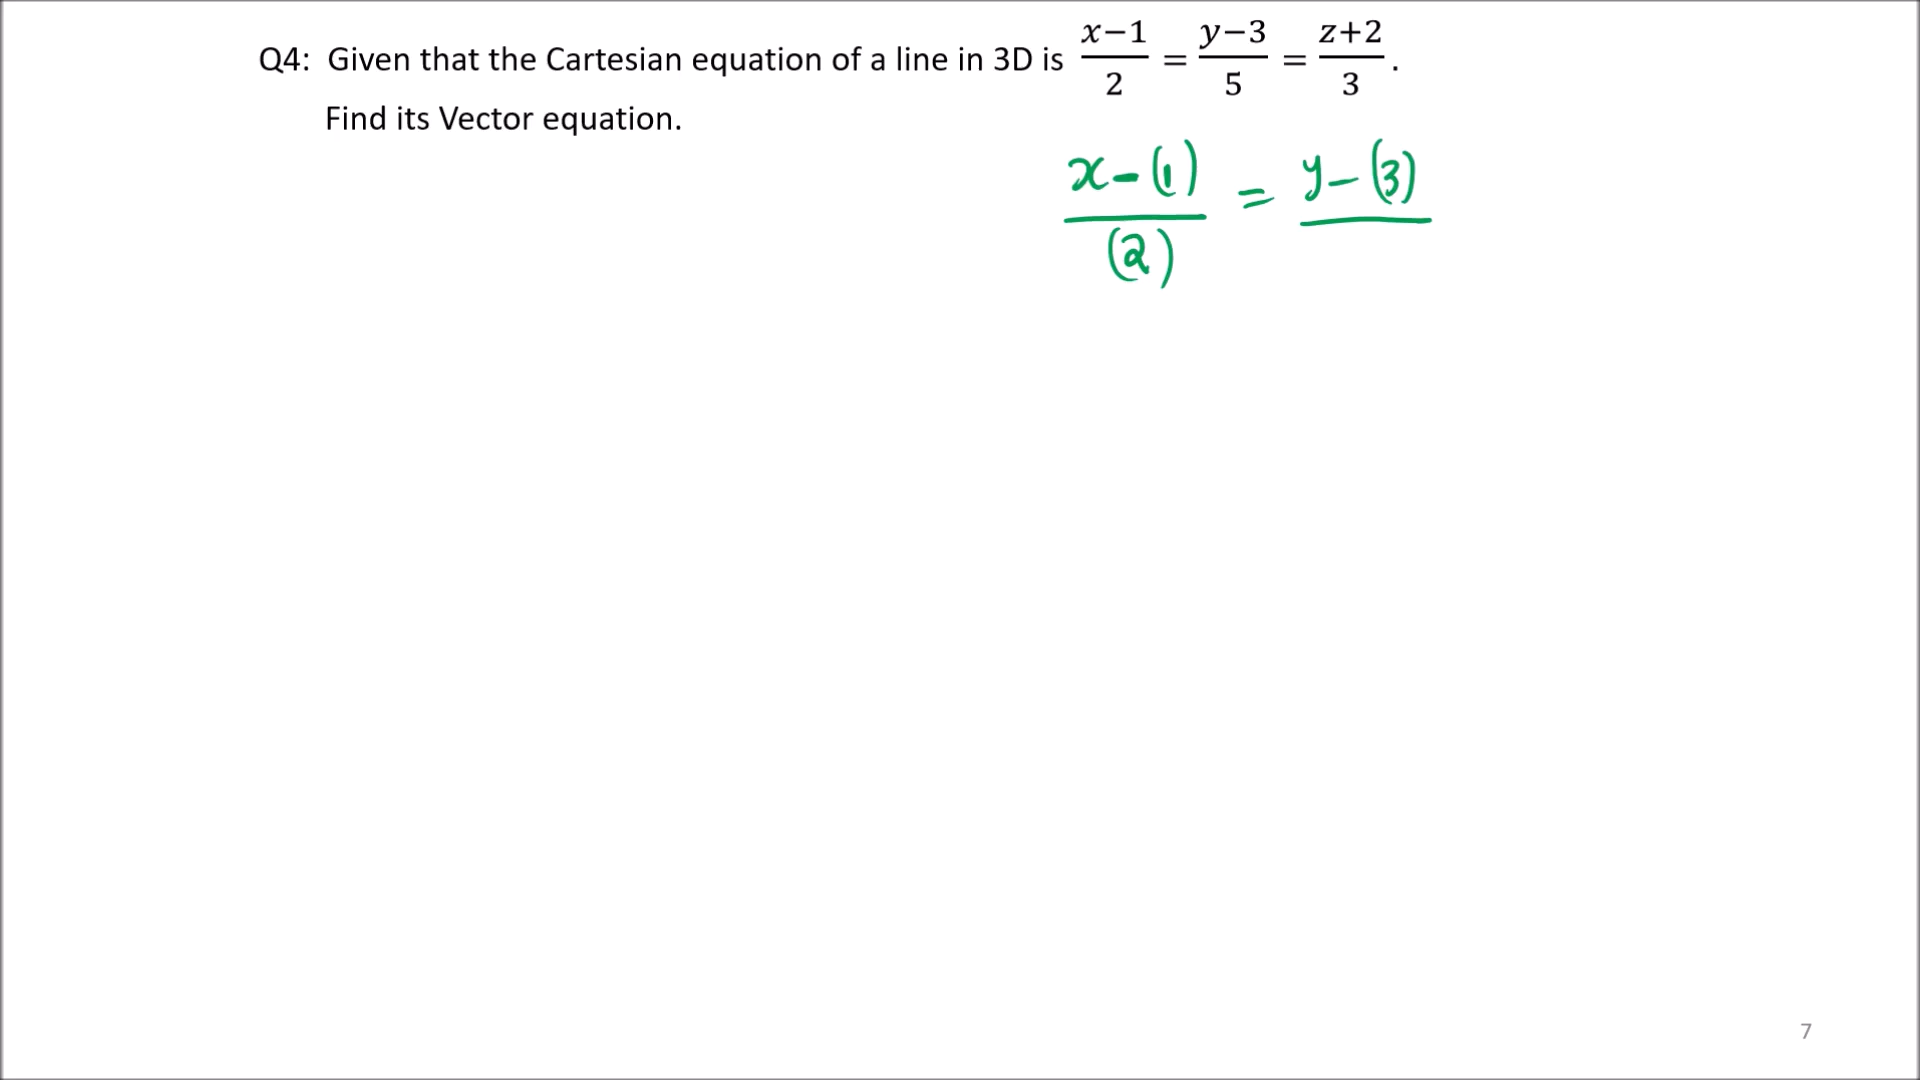 Q4: Given that the Cartesian equation of a line in 3D is x−1/2 = y−3/5 = z+2/3 .
Find its Vector equation.
x-(1)/(2) = y-(3)
7